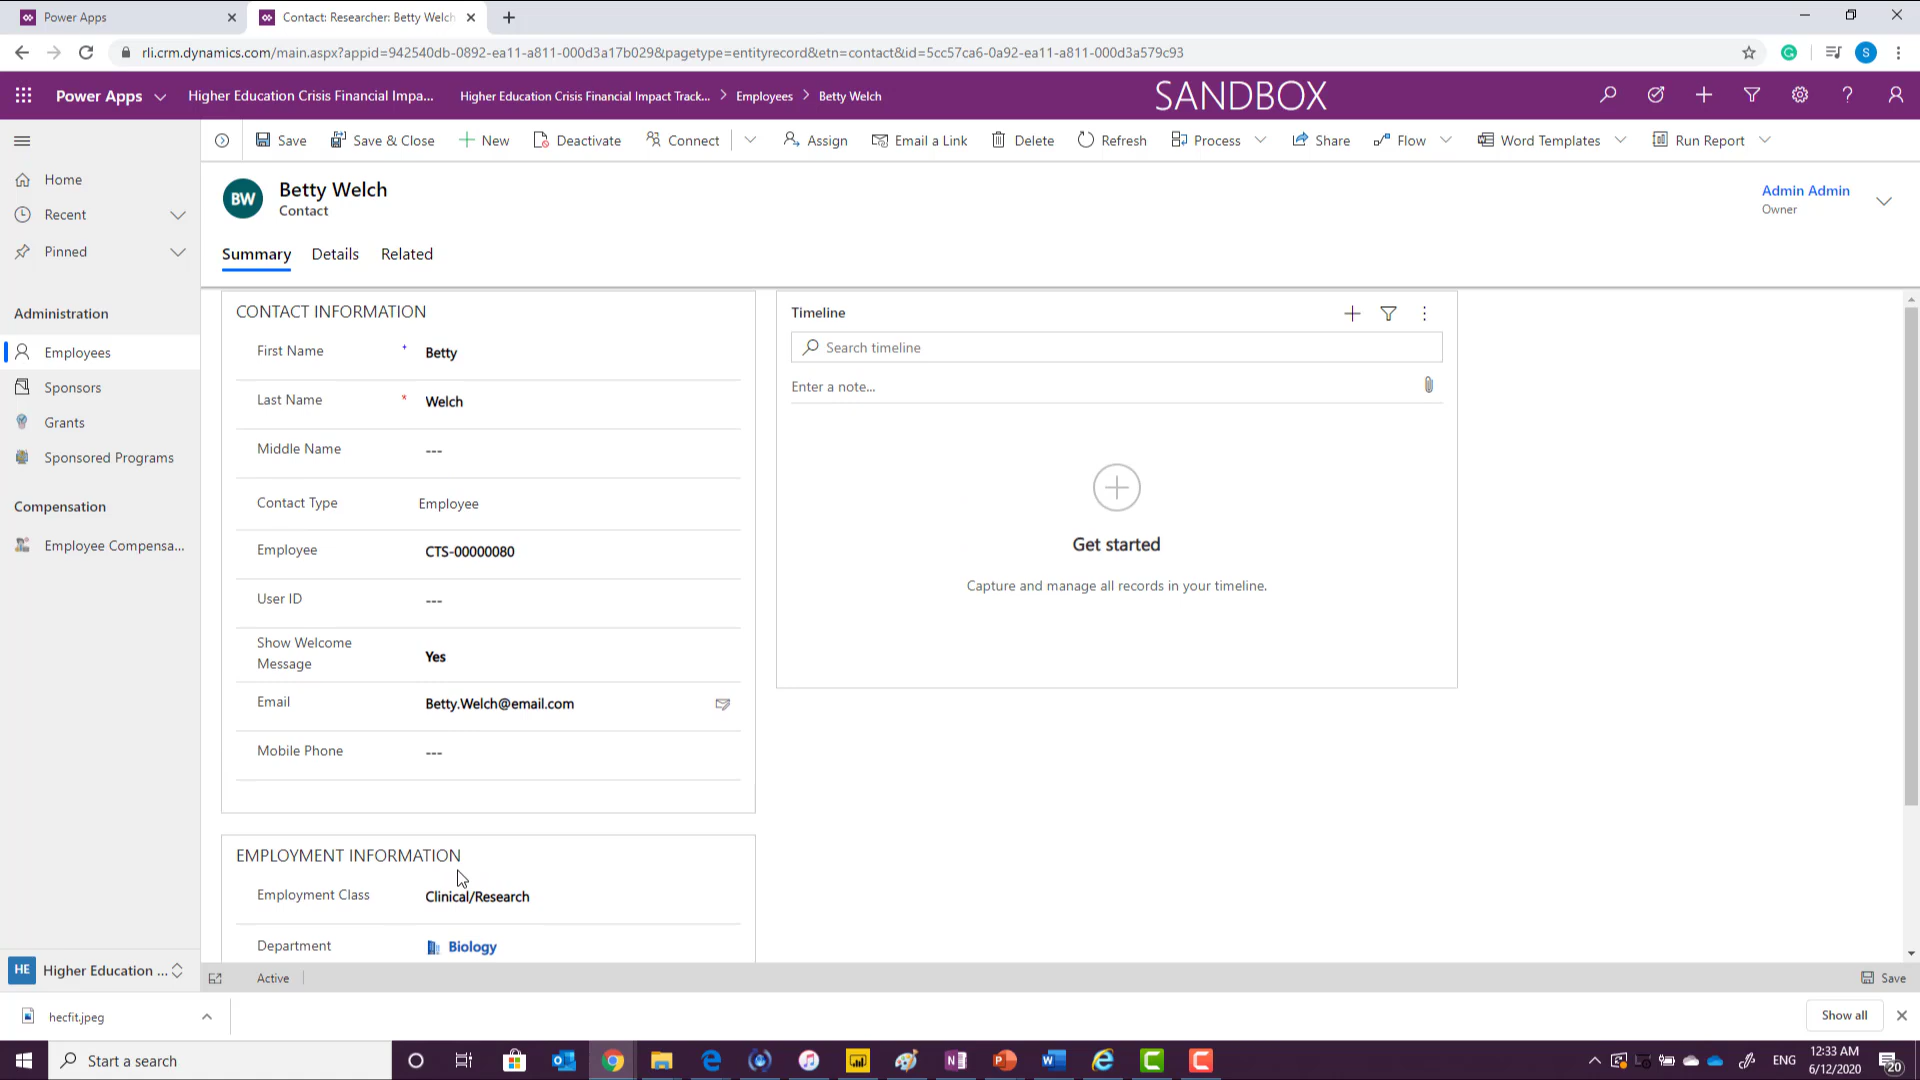 Power Apps
Contact: Researcher: Betty Welch
rli.crm.dynamics.com/main.aspx?appid=942540db-0892-ea11-a811-000d3a17b029&pagetype=entityrecord&etn=contact&id=5cc57ca6-0a92-ea11-a811-000d3a579c93
S
Power Apps
Higher Education Crisis Financial Impa...
Higher Education Crisis Financial Impact Track... > Employees > Betty Welch
SANDBOX
Save
Save & Close
New
Deactivate
Connect
Assign
Email a Link
Delete
Refresh
Process
Share
Flow
Word Templates
Run Report
Home
Recent
Pinned
Administration
Employees
Sponsors
Grants
Sponsored Programs
Compensation
Employee Compensa...
HE Higher Education ...
BW
Betty Welch
Contact
Admin Admin
Owner
Summary Details Related
CONTACT INFORMATION
First Name * Betty
Last Name * Welch
Middle Name ---
Contact Type Employee
Employee CTS-00000080
User ID ---
Show Welcome
Message
Yes
Email Betty.Welch@email.com
Mobile Phone ---
EMPLOYMENT INFORMATION
Employment Class Clinical/Research
Department Biology
Timeline
Search timeline
Enter a note...
Get started
Capture and manage all records in your timeline.
Active
Save
hecfit.jpeg
Show all
Start a search
ENG
12:33 AM
6/12/2020
20